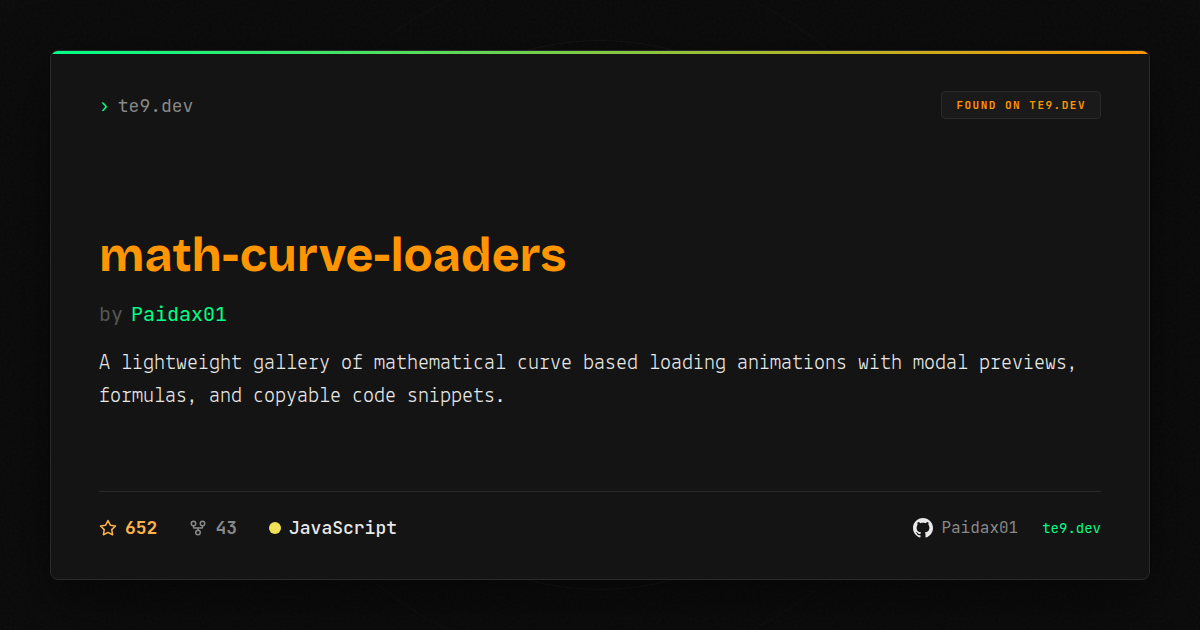 › te9.dev
FOUND ON TE9.DEV
math-curve-loaders
by Paidax01
A lightweight gallery of mathematical curve based loading animations with modal previews,
formulas, and copyable code snippets.
652 43 JavaScript
Paidax01 te9.dev